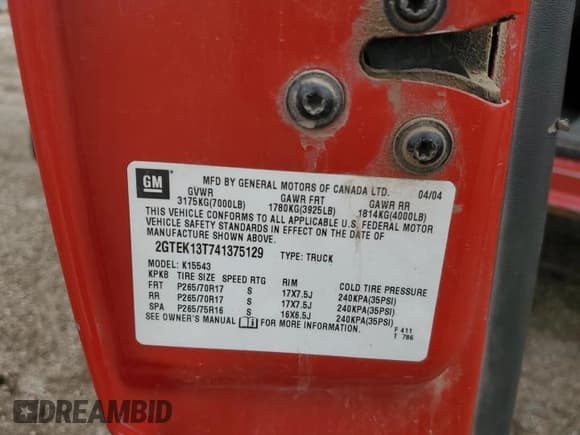 GM
MFD BY GENERAL MOTORS OF CANADA LTD. 04/04
GVWR GAWR FRT GAWR RR
3175KG(7000LB) 1780KG(3925LB) 1814KG(4000LB)
THIS VEHICLE CONFORMS TO ALL APPLICABLE U.S. FEDERAL MOTOR
VEHICLE SAFETY STANDARDS IN EFFECT ON THE DATE OF
MANUFACTURE SHOWN ABOVE.
2GTEK13T741375129 TYPE: TRUCK
MODEL: K15543
KPKB TIRE SIZE SPEED RTG RIM COLD TIRE PRESSURE
FRT P265/70R17 S 17X7.5J 240KPA(35PSI)
RR P265/70R17 S 17X7.5J 240KPA(35PSI)
SPA P265/75R16 S 16X6.5J 240KPA(35PSI)
SEE OWNER'S MANUAL FOR MORE INFORMATION
F 411
T 786
DREAMBID